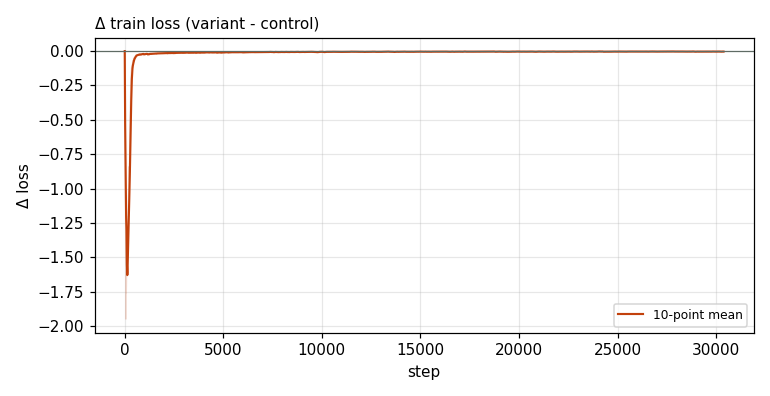 Δ train loss (variant - control)
0.00
−0.25
−0.50
−0.75
−1.00
−1.25
−1.50
−1.75
−2.00
Δ loss
10-point mean
0 5000 10000 15000 20000 25000 30000
step